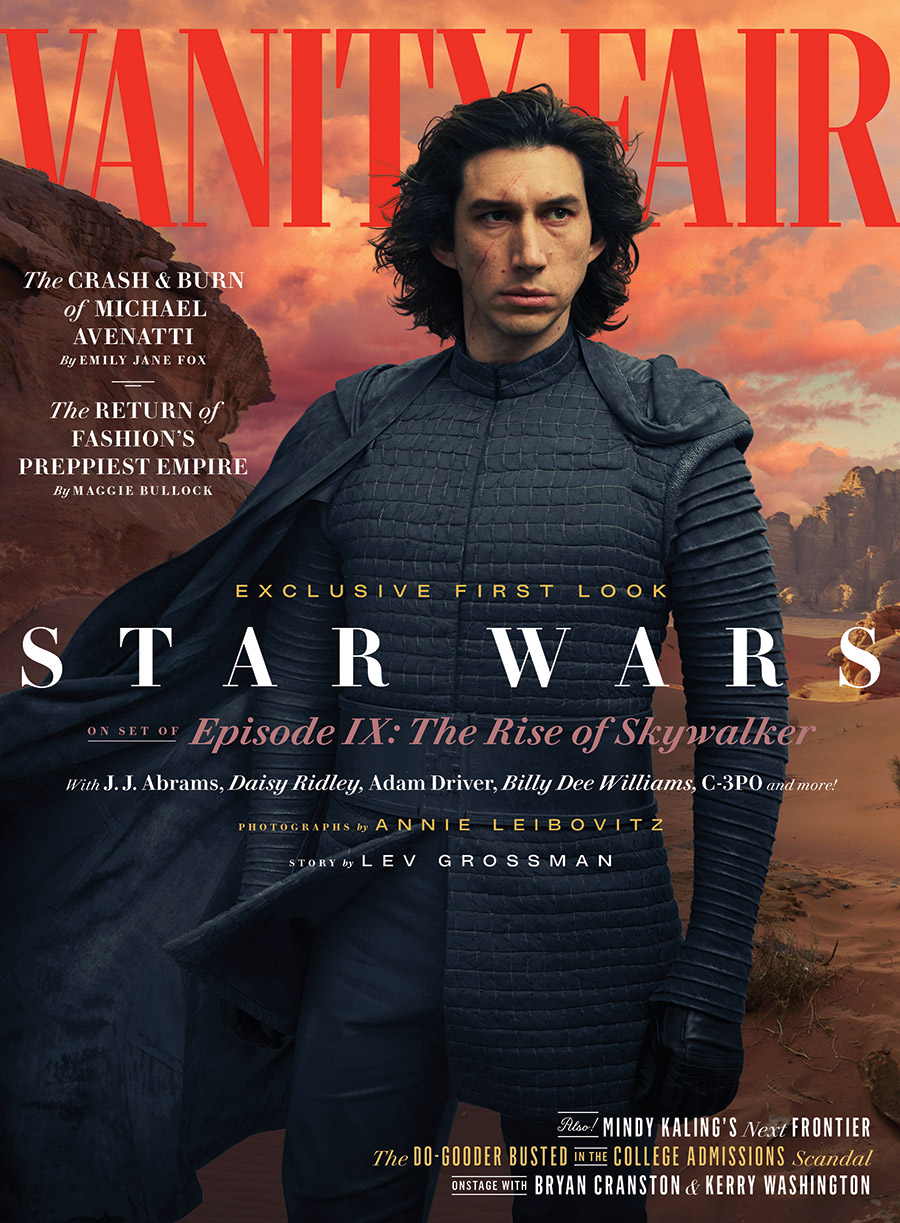 VANITY FAIR
The CRASH & BURN
of MICHAEL
AVENATTI
By EMILY JANE FOX
The RETURN of
FASHION'S
PREPPIEST EMPIRE
By MAGGIE BULLOCK
EXCLUSIVE FIRST LOOK
STAR WARS
ON SET OF Episode IX: The Rise of Skywalker
With J. J. Abrams, Daisy Ridley, Adam Driver, Billy Dee Williams, C-3PO and more!
PHOTOGRAPHS by ANNIE LEIBOVITZ
STORY by LEV GROSSMAN
Also! MINDY KALING'S Next FRONTIER
The DO-GOODER BUSTED IN THE COLLEGE ADMISSIONS Scandal
ONSTAGE WITH BRYAN CRANSTON & KERRY WASHINGTON